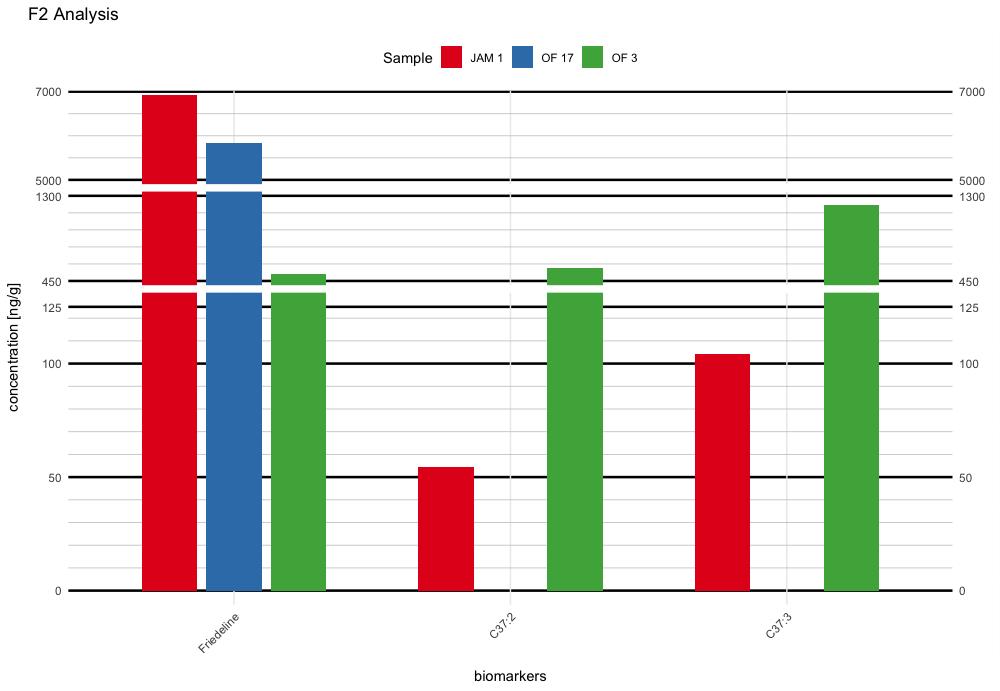 F2 Analysis
Sample JAM 1 OF 17 OF 3
7000 7000
5000 5000
1300 1300
450 450
125 125
100 100
50 50
0 0
concentration [ng/g]
Friedeline C37:2 C37:3
biomarkers